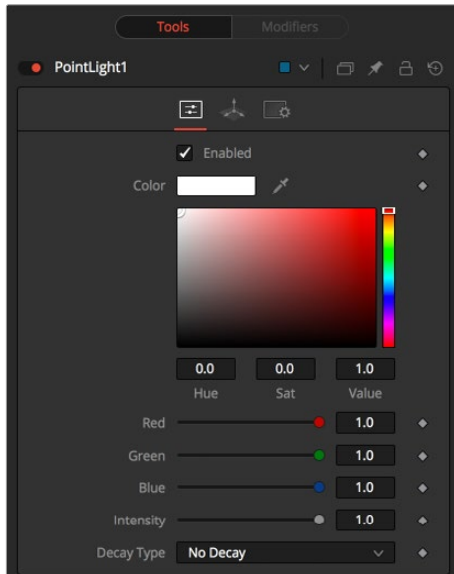 Tools Modifiers
PointLight1
Enabled
Color
0.0 0.0 1.0
Hue Sat Value
Red 1.0
Green 1.0
Blue 1.0
Intensity 1.0
Decay Type No Decay